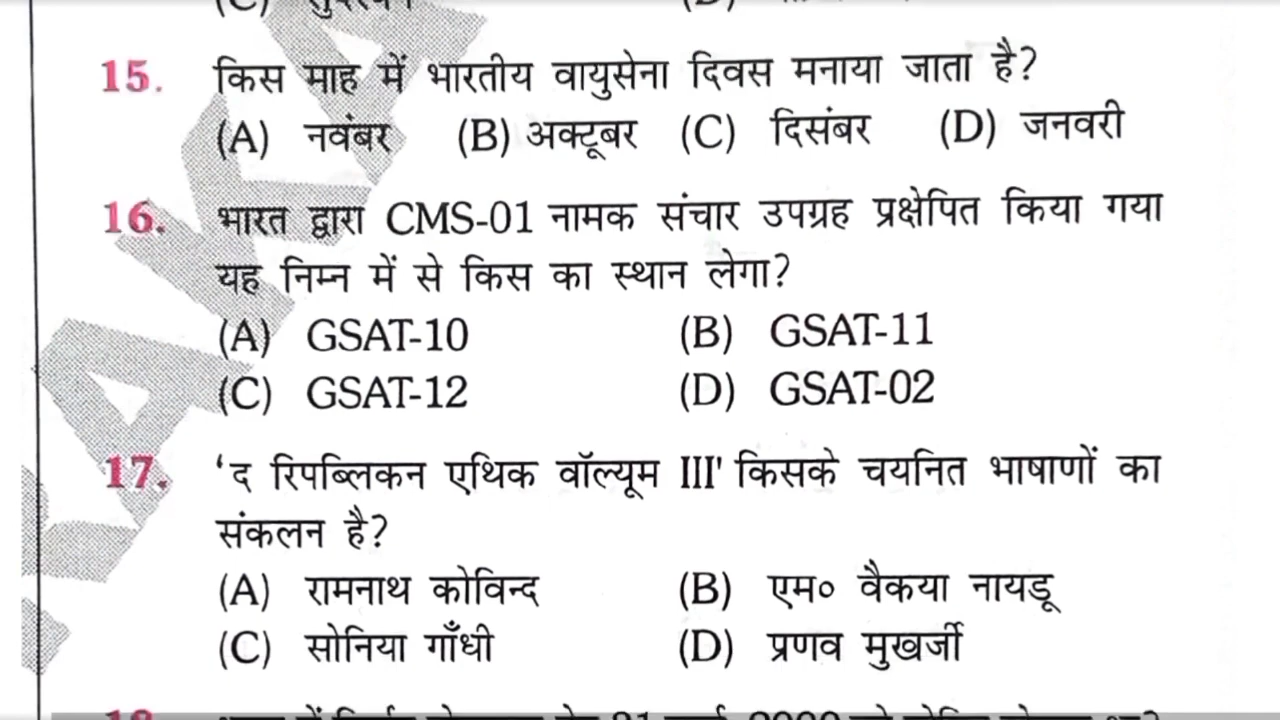 15. किस माह में भारतीय वायुसेना दिवस मनाया जाता है?
(A) नवंबर (B) अक्टूबर (C) दिसंबर (D) जनवरी
16. भारत द्वारा CMS-01 नामक संचार उपग्रह प्रक्षेपित किया गया
यह निम्न में से किस का स्थान लेगा?
(A) GSAT-10 (B) GSAT-11
(C) GSAT-12 (D) GSAT-02
17. 'द रिपब्लिकन एथिक वॉल्यूम III' किसके चयनित भाषाणों का
संकलन है?
(A) रामनाथ कोविन्द (B) एम० वैकया नायडू
(C) सोनिया गाँधी (D) प्रणव मुखर्जी